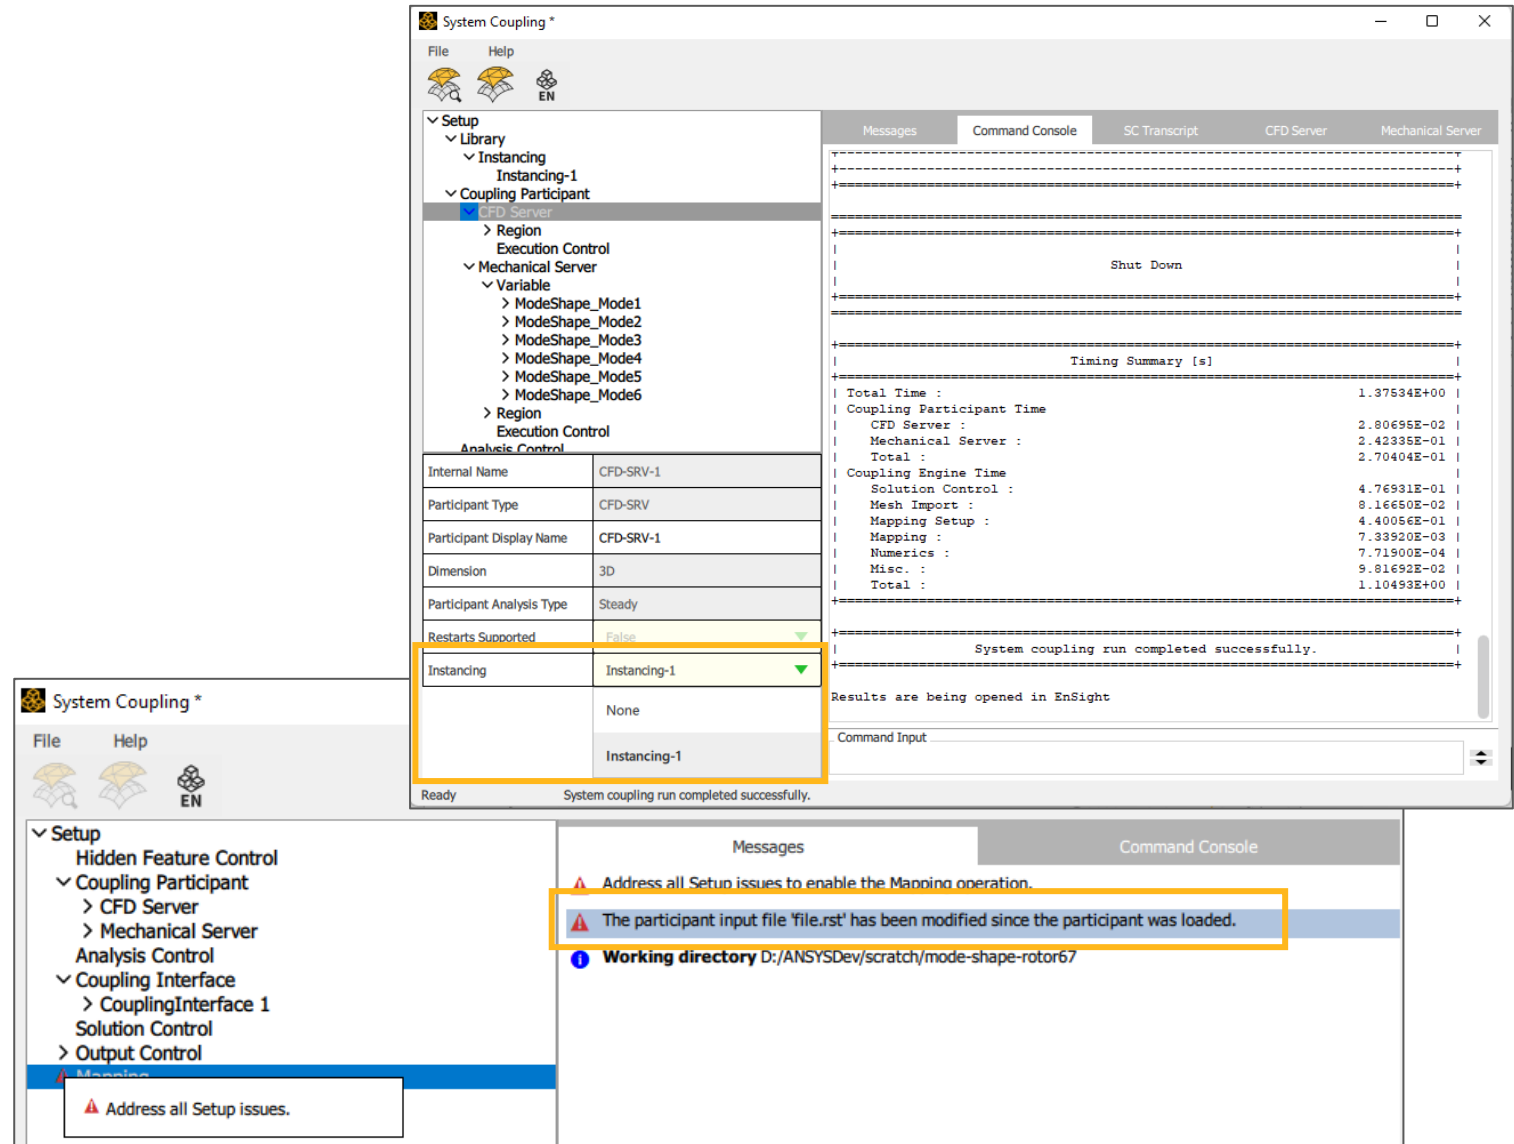 System Coupling *
File Help
EN
Setup
Library
Instancing
Instancing-1
Coupling Participant
CFD Server
Region
Execution Control
Mechanical Server
Variable
ModeShape_Mode1
ModeShape_Mode2
ModeShape_Mode3
ModeShape_Mode4
ModeShape_Mode5
ModeShape_Mode6
Region
Execution Control
Analysis Control
Internal Name CFD-SRV-1
Participant Type CFD-SRV
Participant Display Name CFD-SRV-1
Dimension 3D
Participant Analysis Type Steady
Restarts Supported False
Instancing Instancing-1
None
Instancing-1
Ready System coupling run completed successfully.
Messages Command Console SC Transcript CFD Server Mechanical Server
Shut Down
Timing Summary [s]
Total Time : 1.37534E+00
Coupling Participant Time
CFD Server : 2.80695E-02
Mechanical Server : 2.42335E-01
Total : 2.70404E-01
Coupling Engine Time
Solution Control : 4.76931E-01
Mesh Import : 8.16650E-02
Mapping Setup : 4.40056E-01
Mapping : 7.33920E-03
Numerics : 7.71900E-04
Misc. : 9.81692E-02
Total : 1.10493E+00
System coupling run completed successfully.
Results are being opened in EnSight
Command Input
System Coupling *
File Help
EN
Setup
Hidden Feature Control
Coupling Participant
CFD Server
Mechanical Server
Analysis Control
Coupling Interface
CouplingInterface 1
Solution Control
Output Control
Mapping
Address all Setup issues.
Messages Command Console
Address all Setup issues to enable the Mapping operation.
The participant input file 'file.rst' has been modified since the participant was loaded.
Working directory D:/ANSYSDev/scratch/mode-shape-rotor67